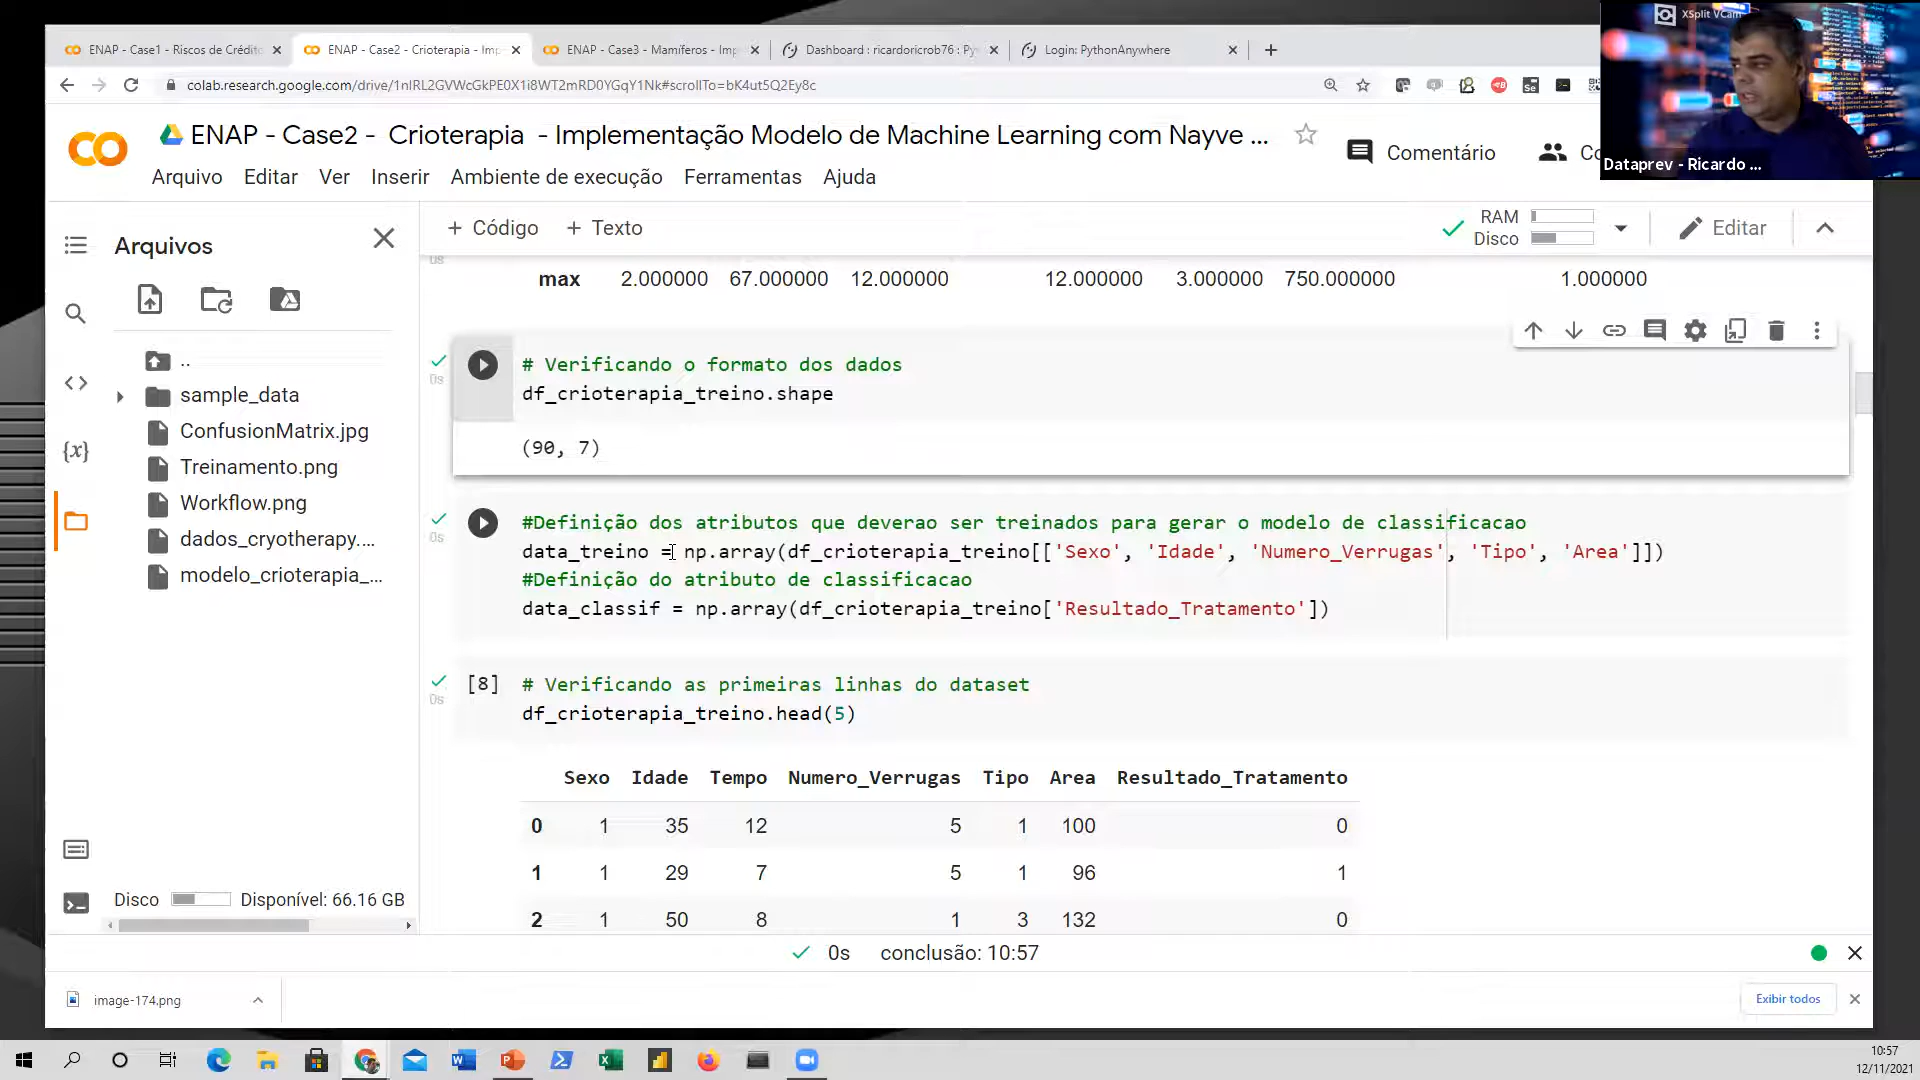 XSplit VCam
ENAP - Case1 - Riscos de Crédit
ENAP - Case2 - Crioterapia - Imp
ENAP - Case3 - Mamíferos - Imp
Dashboard : ricardoricrob76 : Py
Login: PythonAnywhere
colab.research.google.com/drive/1nIRL2GVWcGkPE0X1i8WT2mRD0YGqY1Nk#scrollTo=bK4ut5Q2Ey8c
ENAP - Case2 - Crioterapia - Implementação Modelo de Machine Learning com Nayve ...
Comentário
Co
Dataprev - Ricardo ...
Arquivo Editar Ver Inserir Ambiente de execução Ferramentas Ajuda
Arquivos
+ Código + Texto
RAM
Disco
Editar
0s
max 2.000000 67.000000 12.000000 12.000000 3.000000 750.000000 1.000000
..
sample_data
ConfusionMatrix.jpg
Treinamento.png
Workflow.png
dados_cryotherapy....
modelo_crioterapia_...
{x}
0s
# Verificando o formato dos dados
df_crioterapia_treino.shape
(90, 7)
0s
#Definição dos atributos que deverao ser treinados para gerar o modelo de classificacao
data_treino = np.array(df_crioterapia_treino[['Sexo', 'Idade', 'Numero_Verrugas', 'Tipo', 'Area']])
#Definição do atributo de classificacao
data_classif = np.array(df_crioterapia_treino['Resultado_Tratamento'])
0s
[8] # Verificando as primeiras linhas do dataset
df_crioterapia_treino.head(5)
Sexo Idade Tempo Numero_Verrugas Tipo Area Resultado_Tratamento
0 1 35 12 5 1 100 0
1 1 29 7 5 1 96 1
2 1 50 8 1 3 132 0
Disco Disponível: 66.16 GB
0s conclusão: 10:57
image-174.png
Exibir todos
10:57
12/11/2021